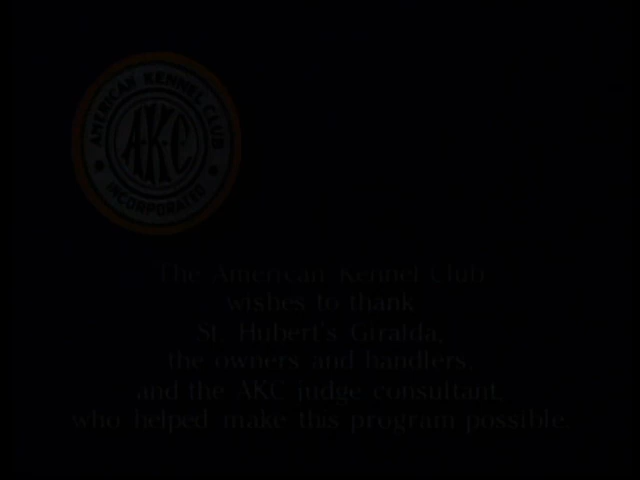 AMERICAN KENNEL CLUB
A·K·C
INCORPORATED
The American Kennel Club
wishes to thank
St. Hubert's Giralda,
the owners and handlers,
and the AKC judge consultant,
who helped make this program possible.